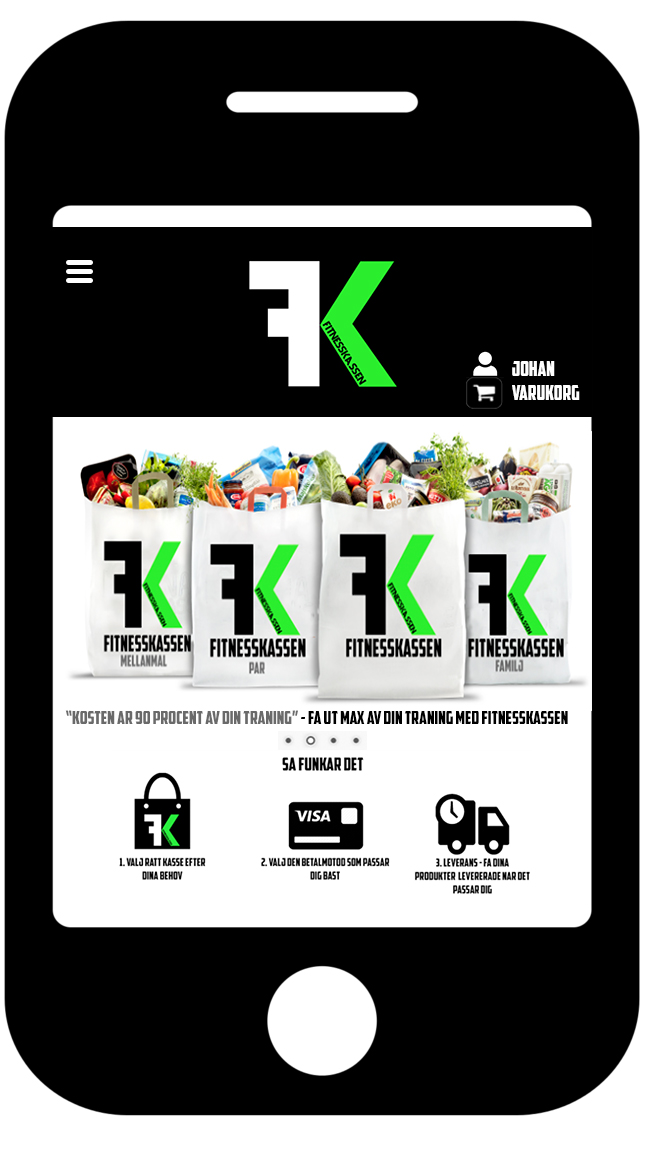 FK
FITNESSKASSEN
JOHAN
VARUKORG
FK
FITNESSKASSEN
FITNESSKASSEN
MELLANMAL
FK
FITNESSKASSEN
FITNESSKASSEN
PAR
FK
FITNESSKASSEN
FITNESSKASSEN
FK
FITNESSKASSEN
FITNESSKASSEN
FAMILJ
"KOSTEN AR 90 PROCENT AV DIN TRANING" - FA UT MAX AV DIN TRANING MED FITNESSKASSEN
SA FUNKAR DET
FK
1. VALJ RATT KASSE EFTER
DINA BEHOV
VISA
2. VALJ DEN BETALMOTOD SOM PASSAR
DIG BAST
3. LEVERANS - FA DINA
PRODUKTER LEVERERADE NAR DET
PASSAR DIG